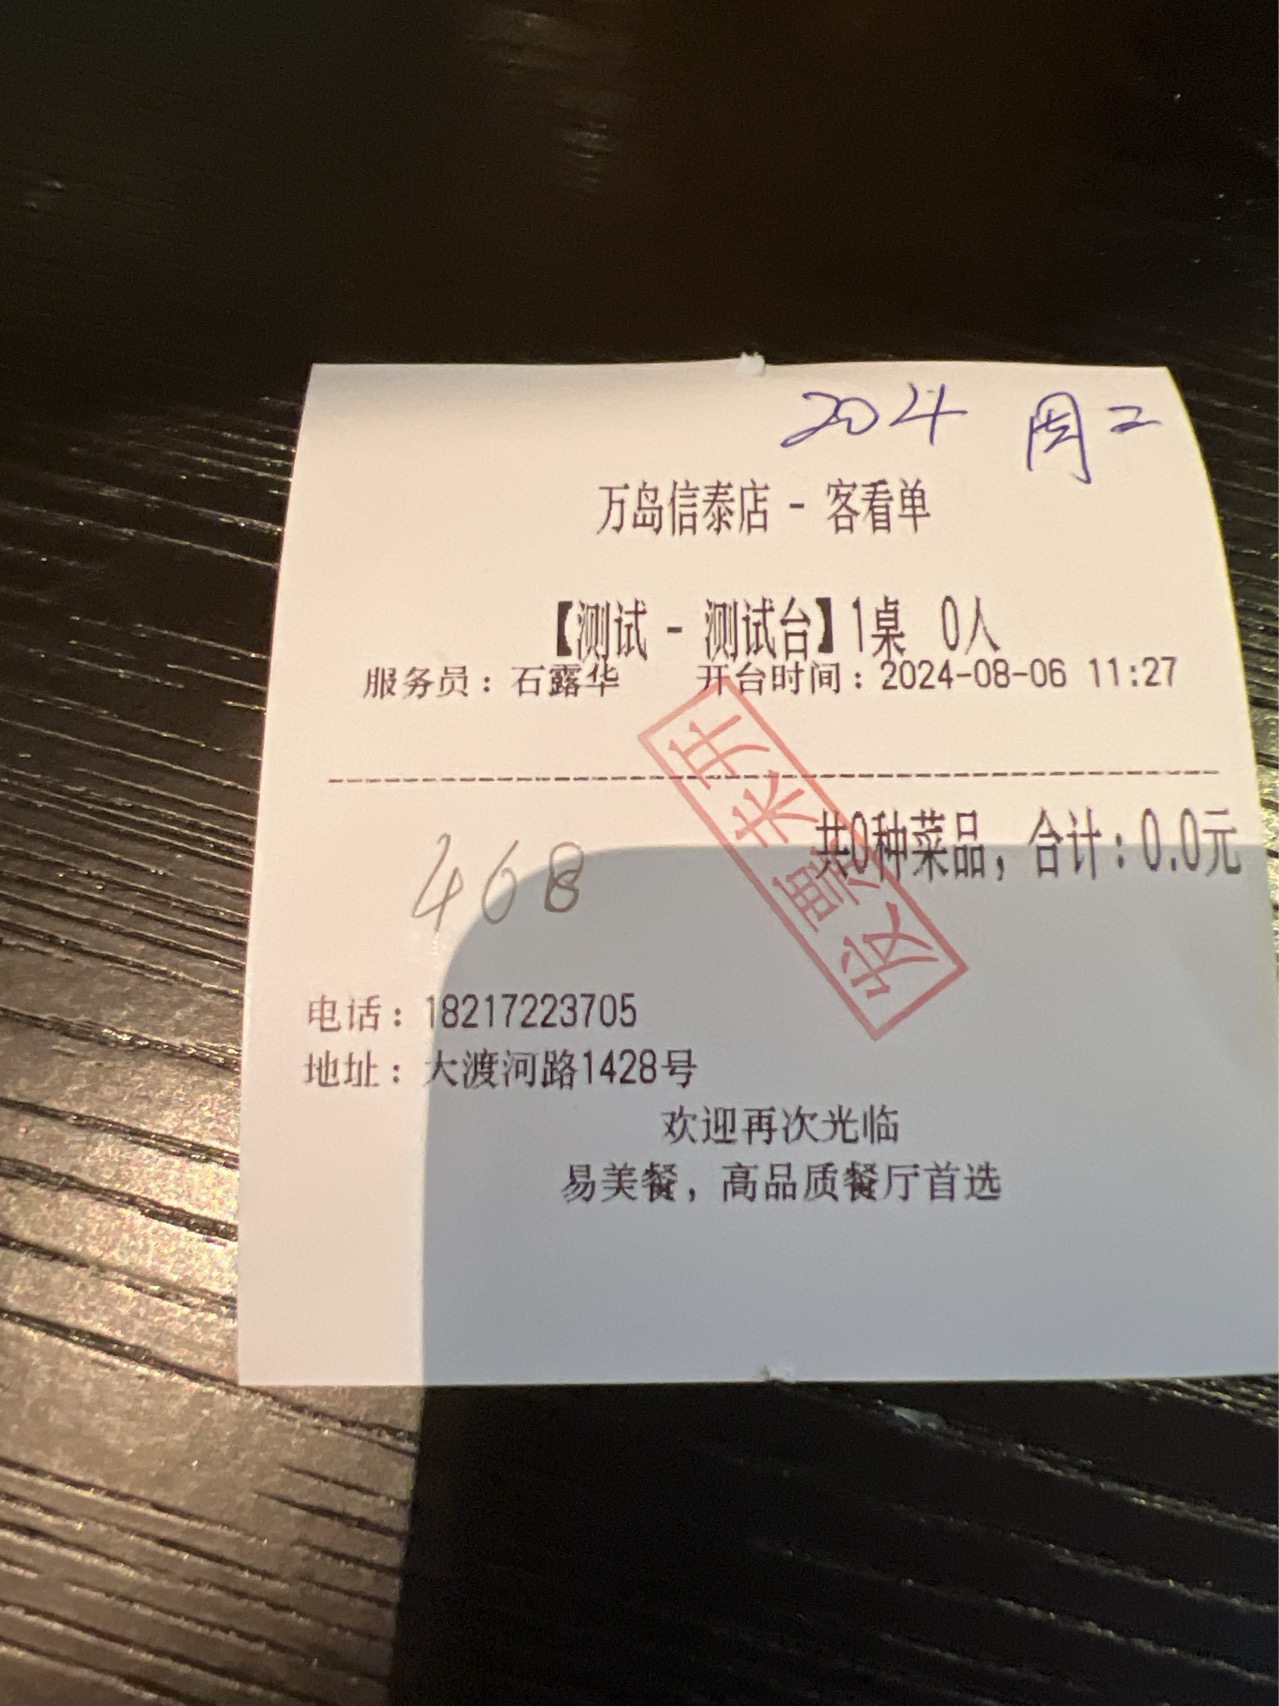 204 周二
万岛信泰店 - 客看单
【测试 - 测试台】1桌 0人
服务员：石露华 开台时间：2024-08-06 11:27
发票未开
共0种菜品，合计：0.0元
468
电话：18217223705
地址：大渡河路1428号
欢迎再次光临
易美餐，高品质餐厅首选